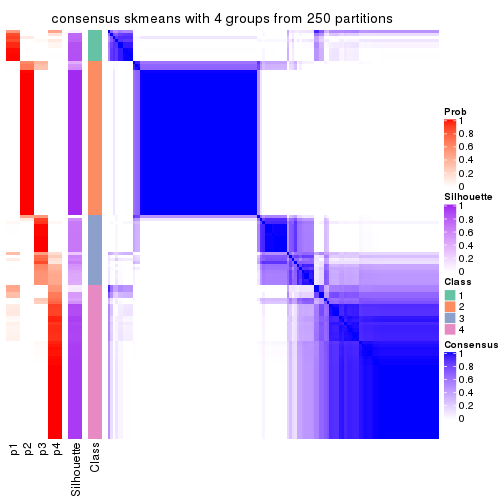 consensus skmeans with 4 groups from 250 partitions
Prob
1
0.8
0.6
0.4
0.2
0
Silhouette
1
0.8
0.6
0.4
0.2
0
Class
1
2
3
4
Consensus
1
0.8
0.6
0.4
0.2
0
p1
p2
p3
p4
Silhouette
Class